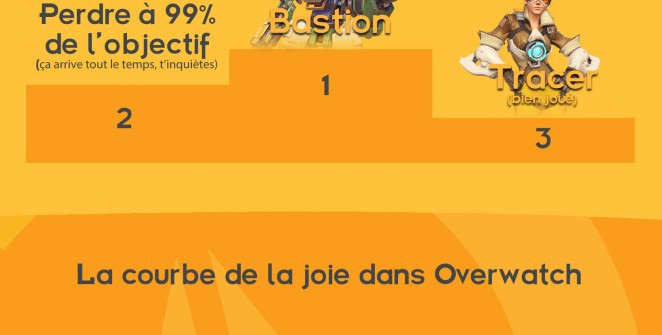 Perdre à 99%
de l'objectif
(ça arrive tout le temps, t'inquiètes)
Bastion
Tracer
(bien joué)
1
2
3
La courbe de la joie dans Overwatch